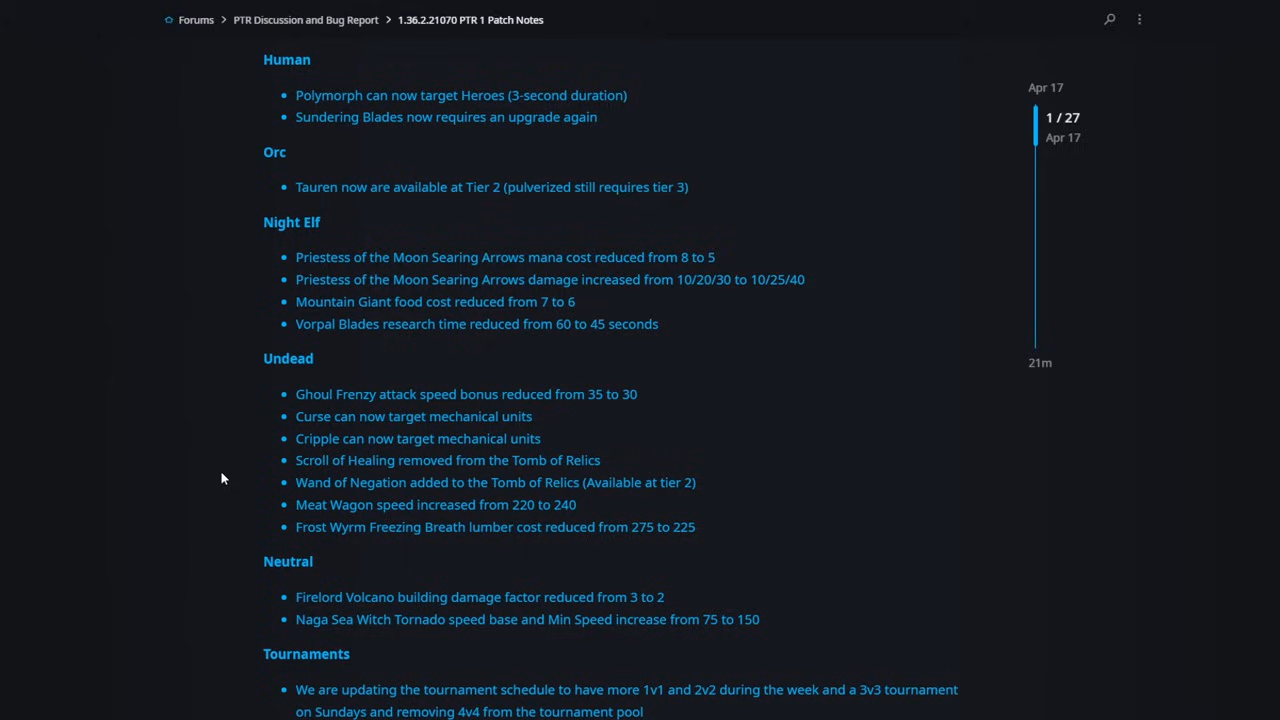 Forums > PTR Discussion and Bug Report > 1.36.2.21070 PTR 1 Patch Notes
Human
Polymorph can now target Heroes (3-second duration)
Sundering Blades now requires an upgrade again
Orc
Tauren now are available at Tier 2 (pulverized still requires tier 3)
Night Elf
Priestess of the Moon Searing Arrows mana cost reduced from 8 to 5
Priestess of the Moon Searing Arrows damage increased from 10/20/30 to 10/25/40
Mountain Giant food cost reduced from 7 to 6
Vorpal Blades research time reduced from 60 to 45 seconds
Undead
Ghoul Frenzy attack speed bonus reduced from 35 to 30
Curse can now target mechanical units
Cripple can now target mechanical units
Scroll of Healing removed from the Tomb of Relics
Wand of Negation added to the Tomb of Relics (Available at tier 2)
Meat Wagon speed increased from 220 to 240
Frost Wyrm Freezing Breath lumber cost reduced from 275 to 225
Neutral
Firelord Volcano building damage factor reduced from 3 to 2
Naga Sea Witch Tornado speed base and Min Speed increase from 75 to 150
Tournaments
We are updating the tournament schedule to have more 1v1 and 2v2 during the week and a 3v3 tournament
on Sundays and removing 4v4 from the tournament pool
Apr 17
1 / 27
Apr 17
21m